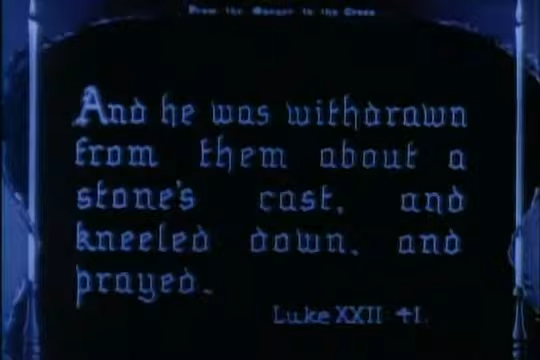 From the Manger to the Cross
And he was withdrawn
from them about a
stone's cast, and
kneeled down, and
prayed.
Luke XXII 41.